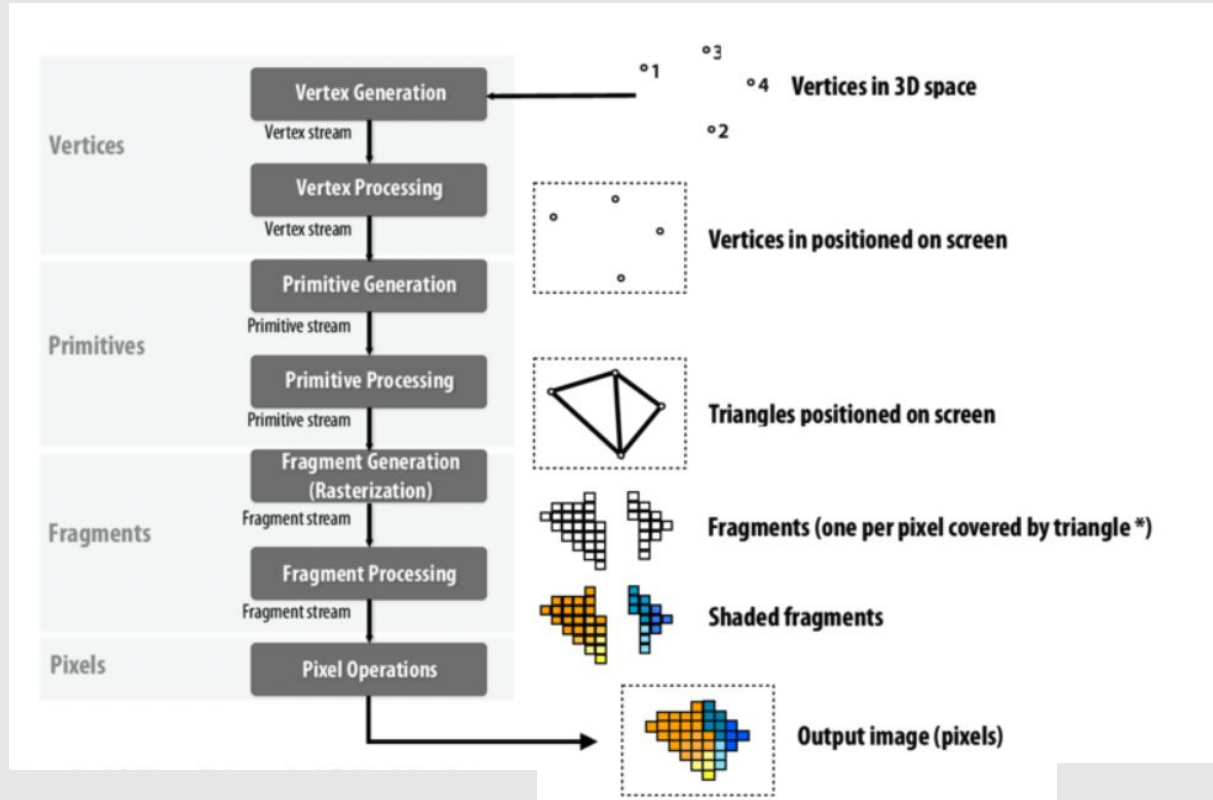 Vertices
Vertex Generation
Vertex stream
Vertex Processing
Vertex stream
Primitives
Primitive Generation
Primitive stream
Primitive Processing
Primitive stream
Fragments
Fragment Generation
(Rasterization)
Fragment stream
Fragment Processing
Fragment stream
Pixels
Pixel Operations
1
3
4
2
Vertices in 3D space
Vertices in positioned on screen
Triangles positioned on screen
Fragments (one per pixel covered by triangle *)
Shaded fragments
Output image (pixels)